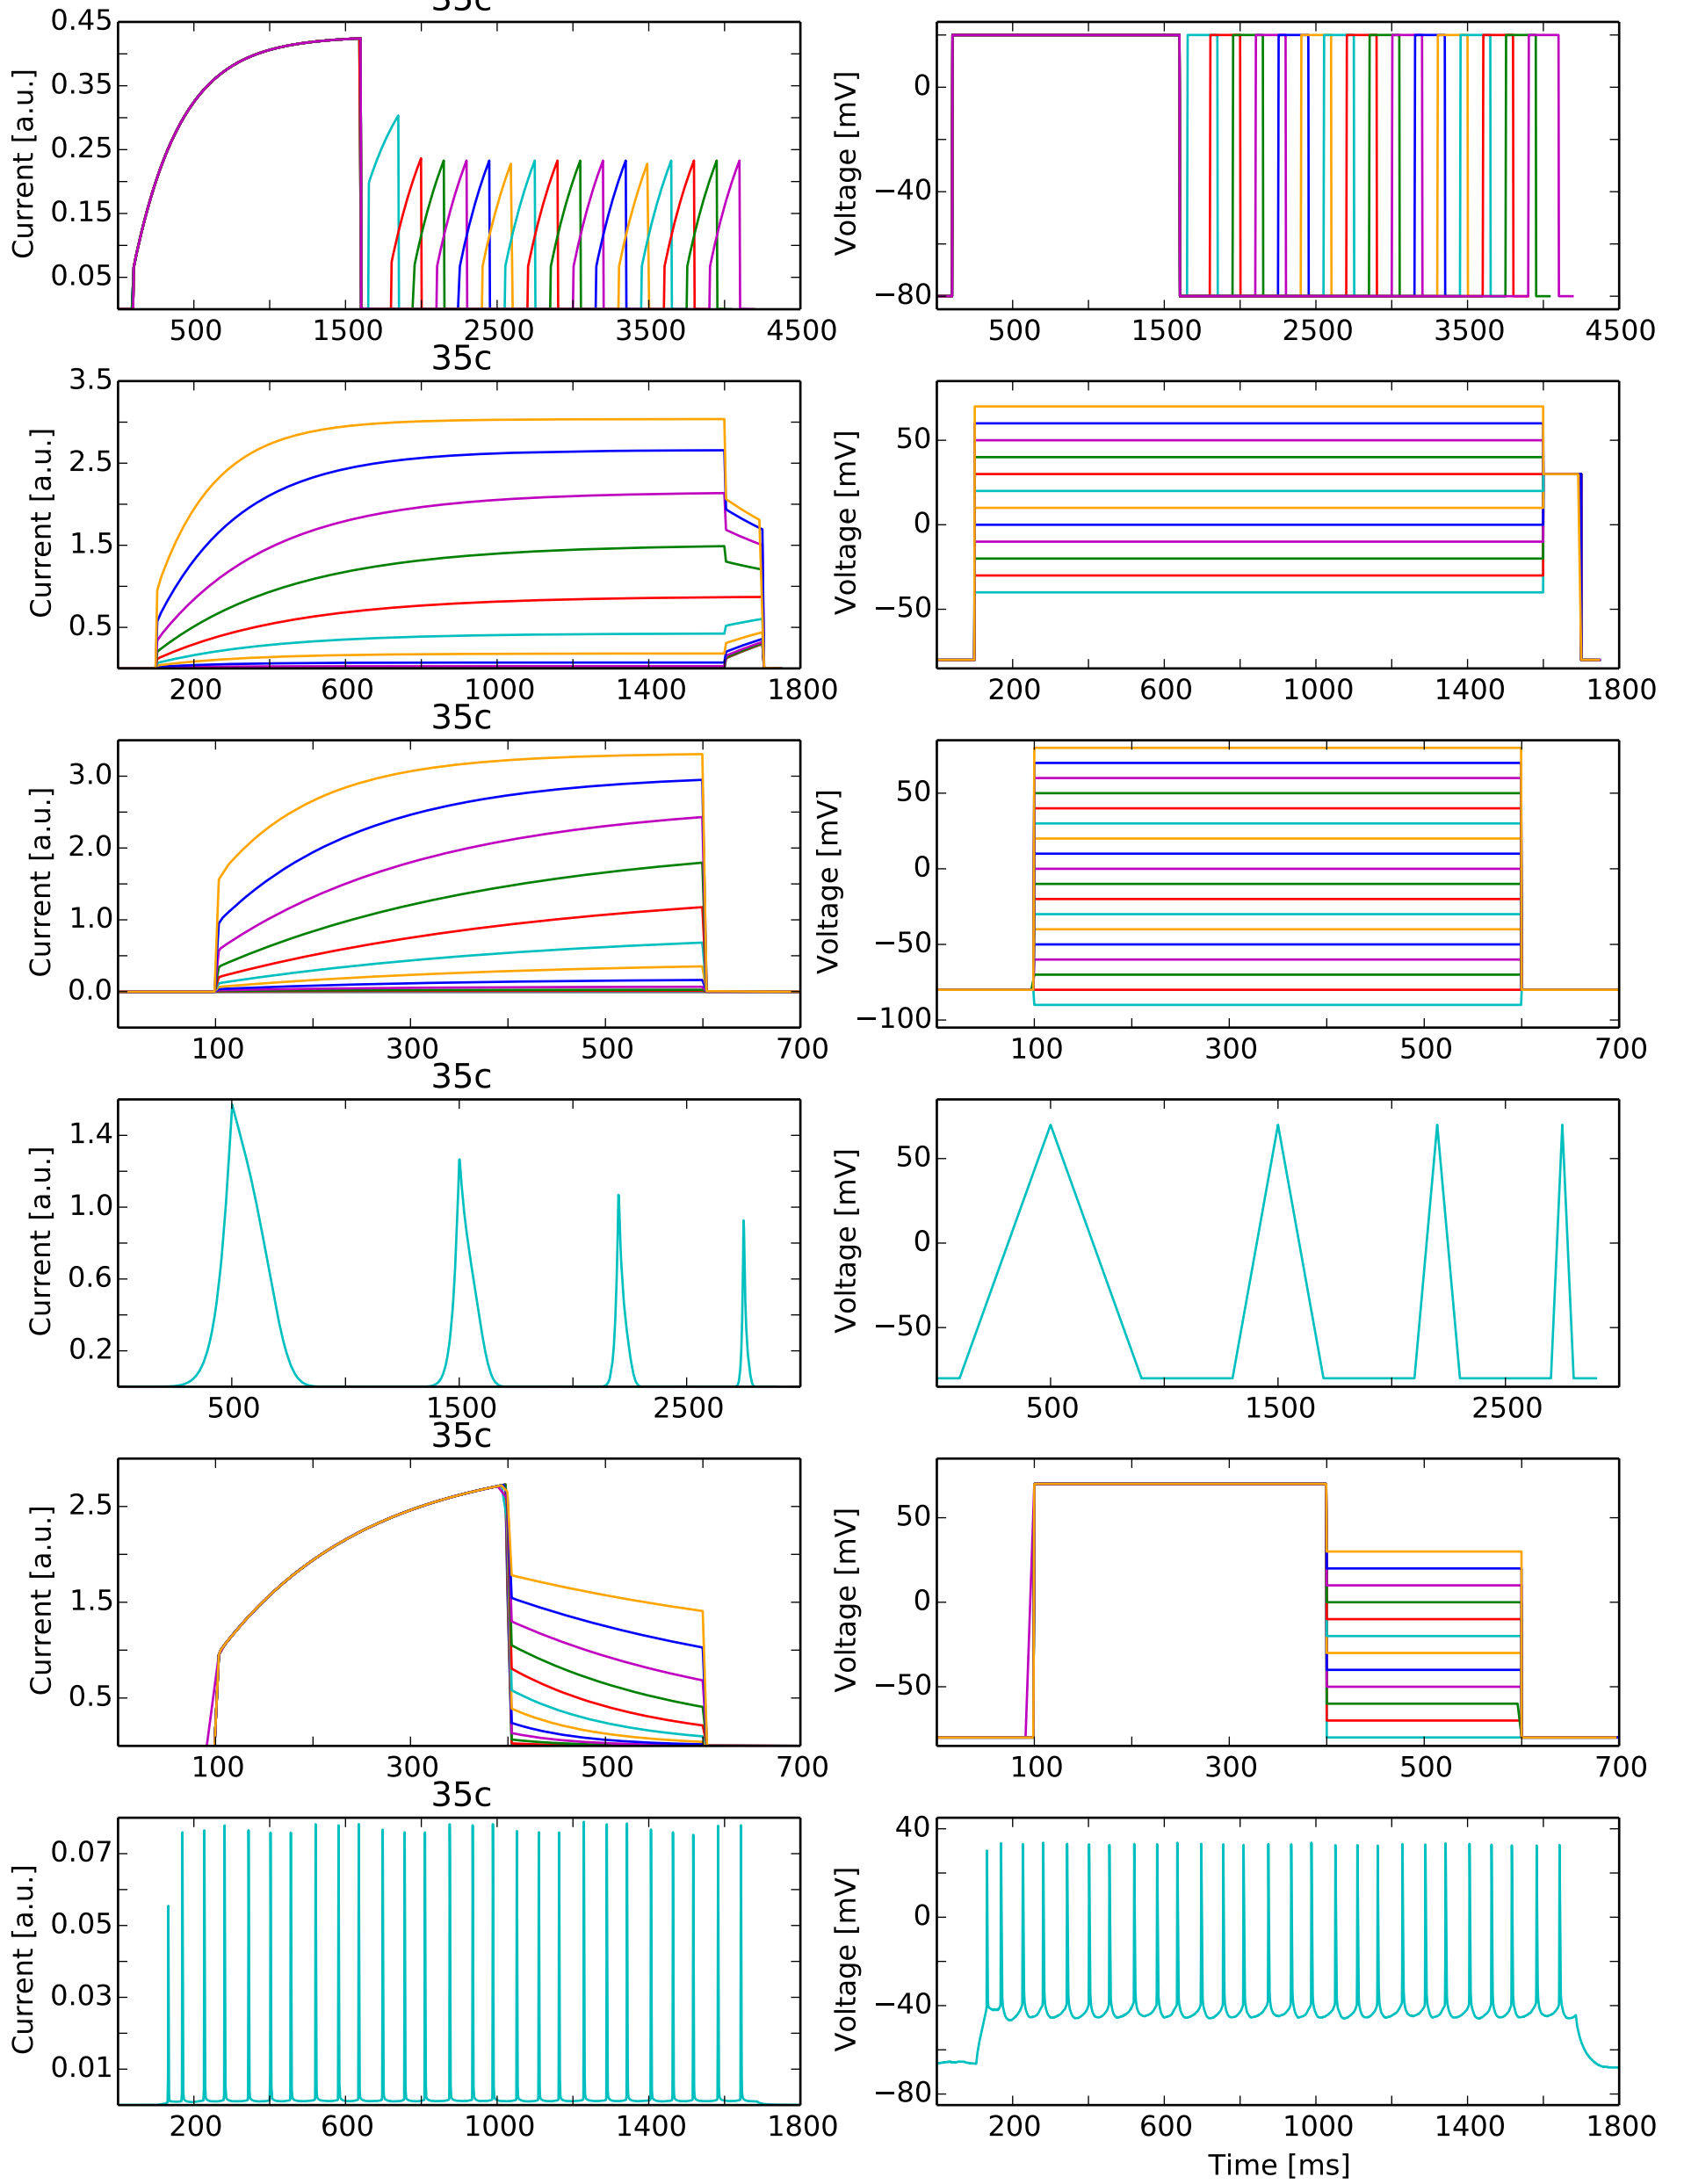 35c
0.45
0.35
0.25
0.15
0.05
Current [a.u.]
500 1500 2500 3500 4500
0
−40
−80
Voltage [mV]
500 1500 2500 3500 4500
35c
3.5
2.5
1.5
0.5
Current [a.u.]
200 600 1000 1400 1800
50
0
−50
Voltage [mV]
200 600 1000 1400 1800
35c
3.0
2.0
1.0
0.0
Current [a.u.]
100 300 500 700
50
0
−50
−100
Voltage [mV]
100 300 500 700
35c
1.4
1.0
0.6
0.2
Current [a.u.]
500 1500 2500
50
0
−50
Voltage [mV]
500 1500 2500
35c
2.5
1.5
0.5
Current [a.u.]
100 300 500 700
50
0
−50
Voltage [mV]
100 300 500 700
35c
0.07
0.05
0.03
0.01
Current [a.u.]
200 600 1000 1400 1800
40
0
−40
−80
Voltage [mV]
200 600 1000 1400 1800
Time [ms]